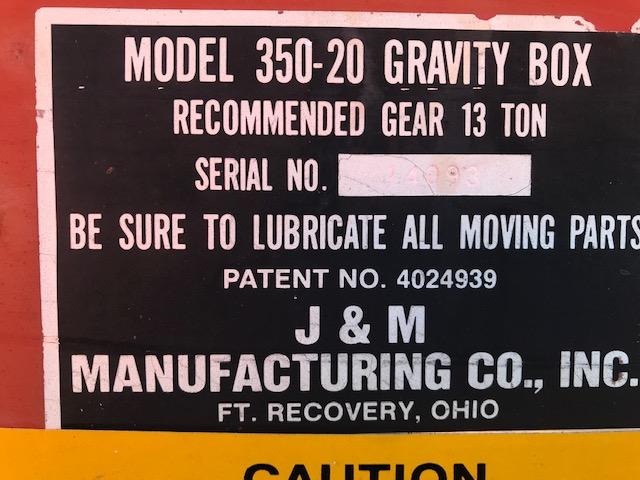 MODEL 350-20 GRAVITY BOX
RECOMMENDED GEAR 13 TON
SERIAL NO.
BE SURE TO LUBRICATE ALL MOVING PARTS
PATENT NO. 4024939
J & M
MANUFACTURING CO., INC.
FT. RECOVERY, OHIO
CAUTION